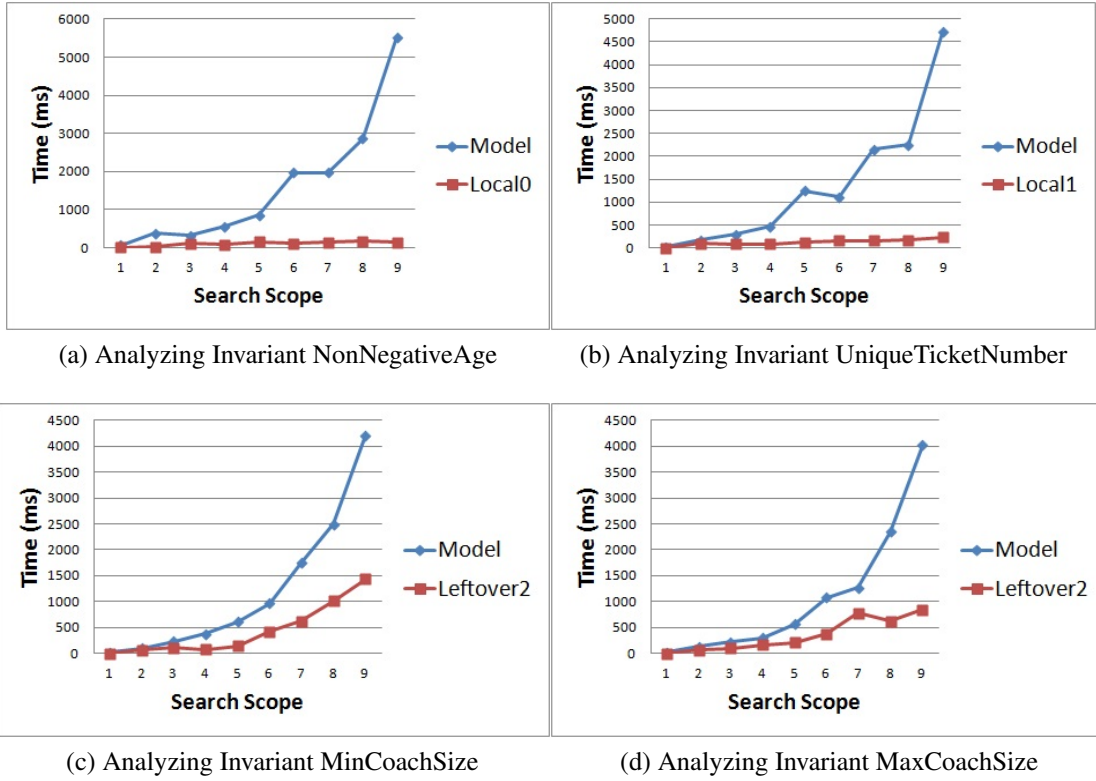 6000
5000
4000
3000
2000
1000
0
Time (ms)
1 2 3 4 5 6 7 8 9
Search Scope
Model
Local0
(a) Analyzing Invariant NonNegativeAge
5000
4500
4000
3500
3000
2500
2000
1500
1000
500
0
Time (ms)
1 2 3 4 5 6 7 8 9
Search Scope
Model
Local1
(b) Analyzing Invariant UniqueTicketNumber
4500
4000
3500
3000
2500
2000
1500
1000
500
0
Time (ms)
1 2 3 4 5 6 7 8 9
Search Scope
Model
Leftover2
(c) Analyzing Invariant MinCoachSize
4500
4000
3500
3000
2500
2000
1500
1000
500
0
Time (ms)
1 2 3 4 5 6 7 8 9
Search Scope
Model
Leftover2
(d) Analyzing Invariant MaxCoachSize